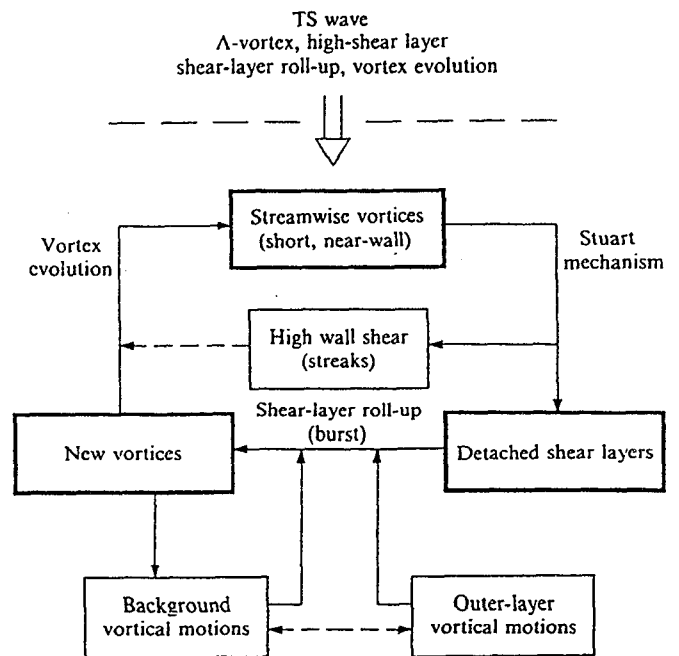 TS wave
Λ-vortex, high-shear layer
shear-layer roll-up, vortex evolution
Streamwise vortices
(short, near-wall)
Vortex
evolution
Stuart
mechanism
High wall shear
(streaks)
Shear-layer roll-up
(burst)
New vortices
Detached shear layers
Background
vortical motions
Outer-layer
vortical motions